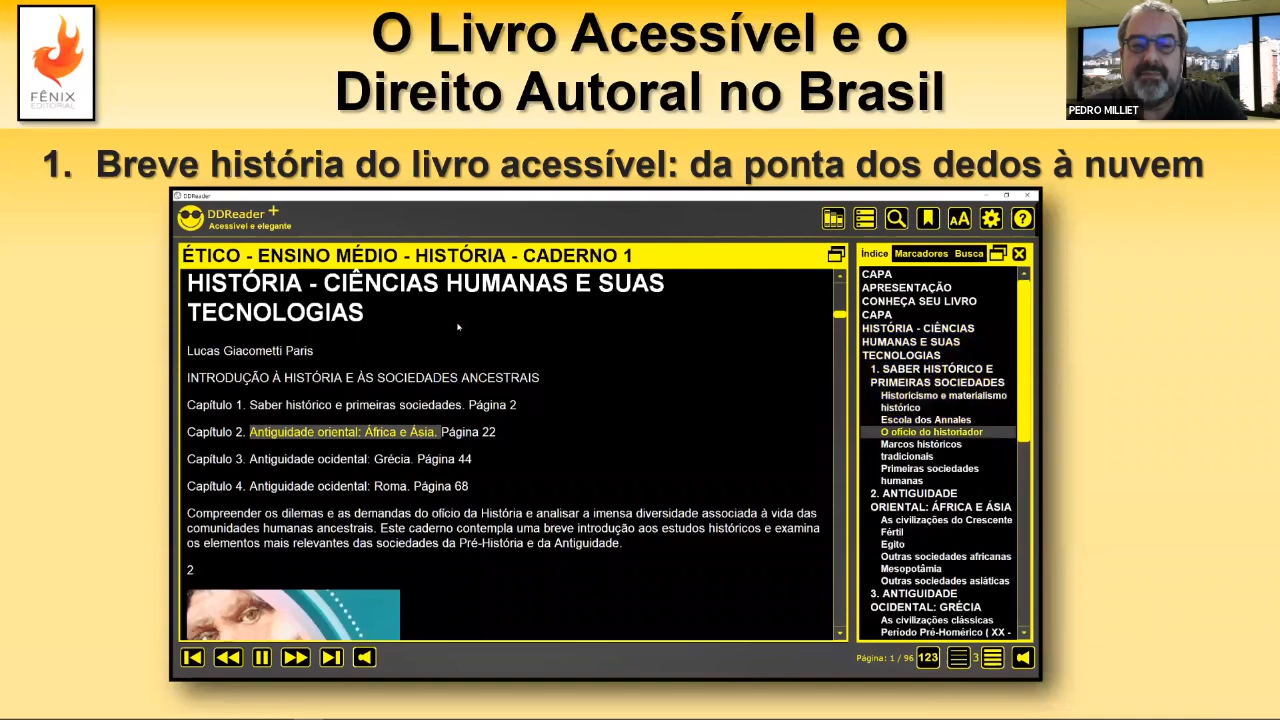 O Livro Acessível e o
Direito Autoral no Brasil
FÊNIX
EDITORIAL
PEDRO MILLIET
1. Breve história do livro acessível: da ponta dos dedos à nuvem
DDReader
DDReader +
Acessível e elegante
AA
?
ÉTICO - ENSINO MÉDIO - HISTÓRIA - CADERNO 1
HISTÓRIA - CIÊNCIAS HUMANAS E SUAS
TECNOLOGIAS
Lucas Giacometti Paris
INTRODUÇÃO À HISTÓRIA E ÀS SOCIEDADES ANCESTRAIS
Capítulo 1. Saber histórico e primeiras sociedades. Página 2
Capítulo 2. Antiguidade oriental: África e Ásia. Página 22
Capítulo 3. Antiguidade ocidental: Grécia. Página 44
Capítulo 4. Antiguidade ocidental: Roma. Página 68
Compreender os dilemas e as demandas do ofício da História e analisar a imensa diversidade associada à vida das
comunidades humanas ancestrais. Este caderno contempla uma breve introdução aos estudos históricos e examina
os elementos mais relevantes das sociedades da Pré-História e da Antiguidade.
2
Índice Marcadores Busca
CAPA
APRESENTAÇÃO
CONHEÇA SEU LIVRO
CAPA
HISTÓRIA - CIÊNCIAS
HUMANAS E SUAS
TECNOLOGIAS
1. SABER HISTÓRICO E
PRIMEIRAS SOCIEDADES
Historicismo e materialismo
histórico
Escola dos Annales
O ofício do historiador
Marcos históricos
tradicionais
Primeiras sociedades
humanas
2. ANTIGUIDADE
ORIENTAL: ÁFRICA E ÁSIA
As civilizações do Crescente
Fértil
Egito
Outras sociedades africanas
Mesopotâmia
Outras sociedades asiáticas
3. ANTIGUIDADE
OCIDENTAL: GRÉCIA
As civilizações clássicas
Período Pré-Homérico ( XX -
Página: 1 / 96 123 3